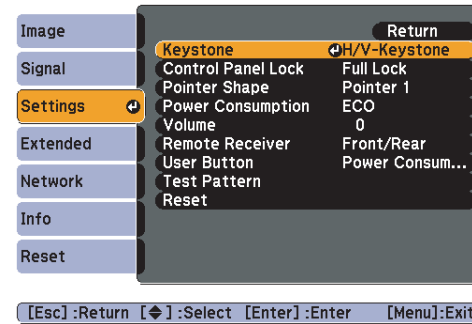 Image
Signal
Settings
Extended
Network
Info
Reset
Return
Keystone H/V-Keystone
Control Panel Lock Full Lock
Pointer Shape Pointer 1
Power Consumption ECO
Volume 0
Remote Receiver Front/Rear
User Button Power Consum...
Test Pattern
Reset
[Esc] :Return [◆] :Select [Enter] :Enter [Menu] :Exit